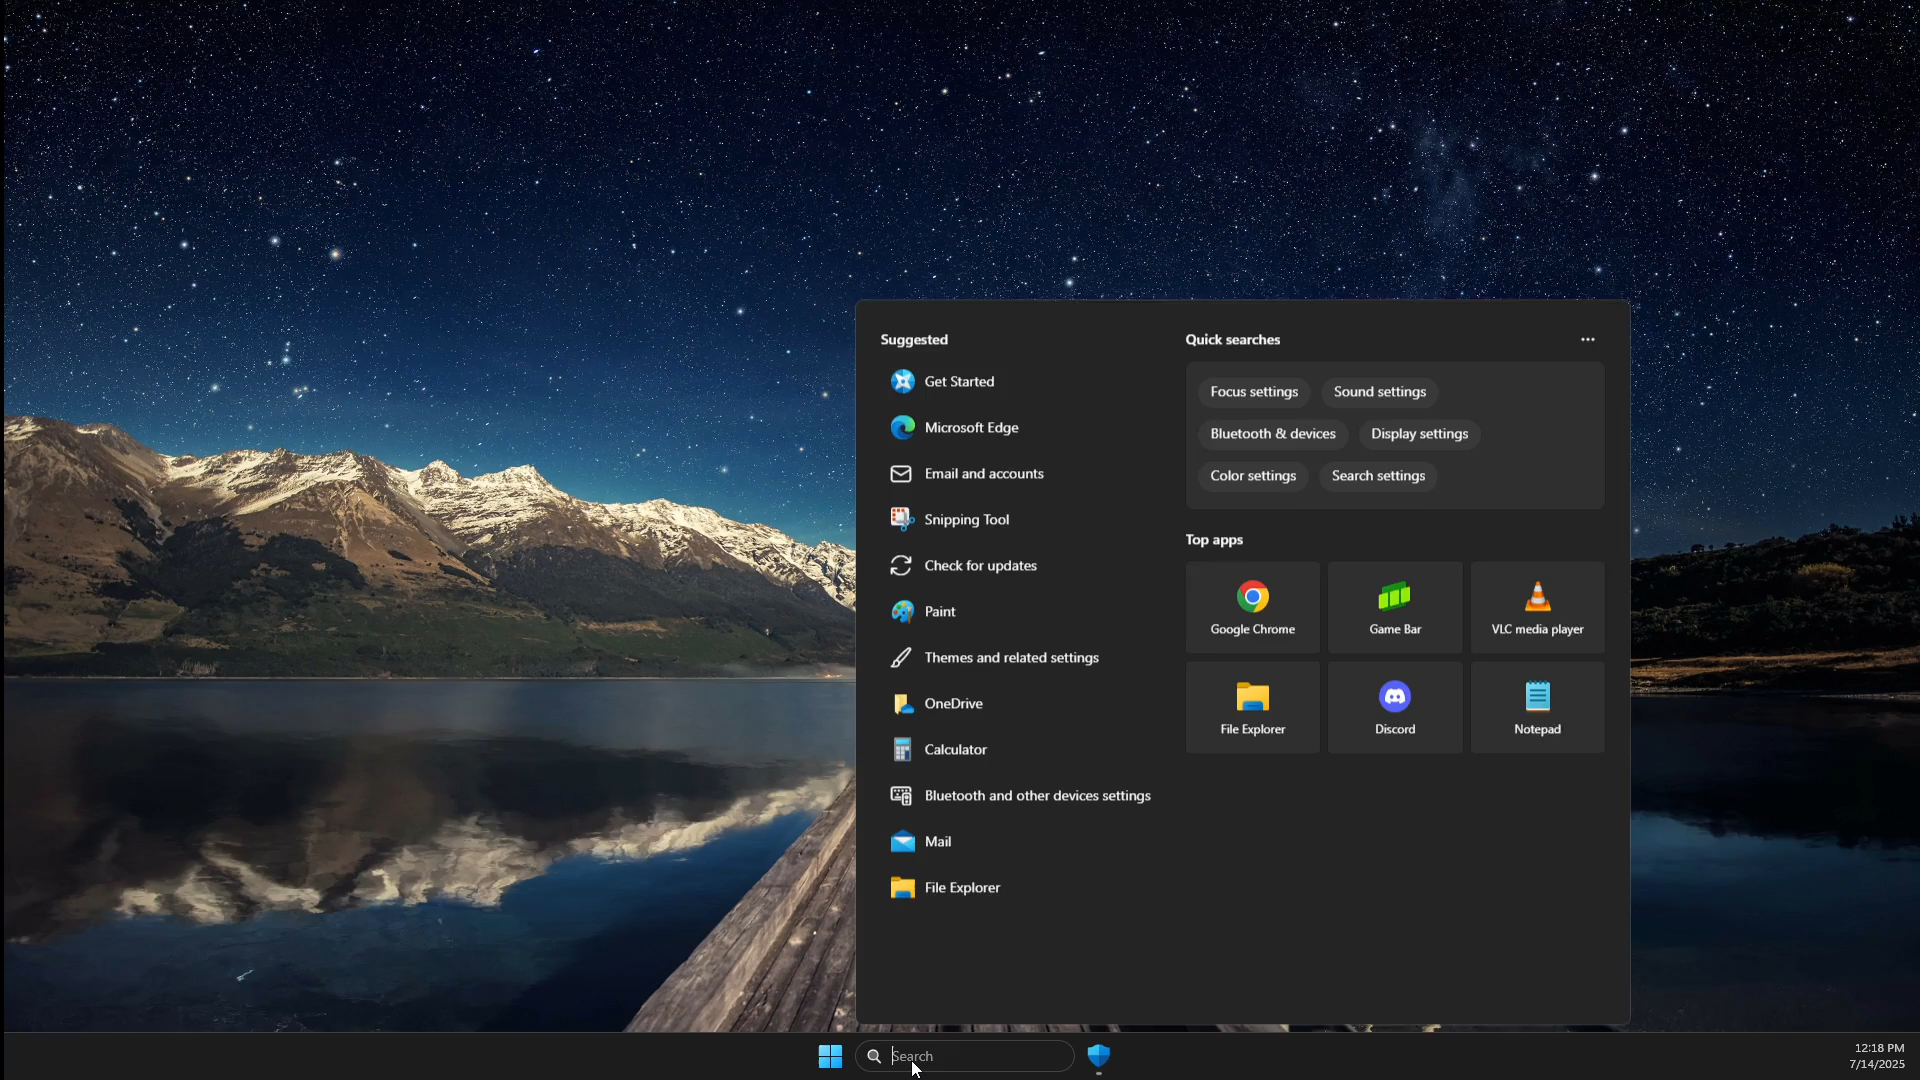 Suggested
Get Started
Microsoft Edge
Email and accounts
Snipping Tool
Check for updates
Paint
Themes and related settings
OneDrive
Calculator
Bluetooth and other devices settings
Mail
File Explorer
Quick searches
Focus settings
Sound settings
Bluetooth & devices
Display settings
Color settings
Search settings
Top apps
Google Chrome
Game Bar
VLC media player
File Explorer
Discord
Notepad
Search
12:18 PM
7/14/2025